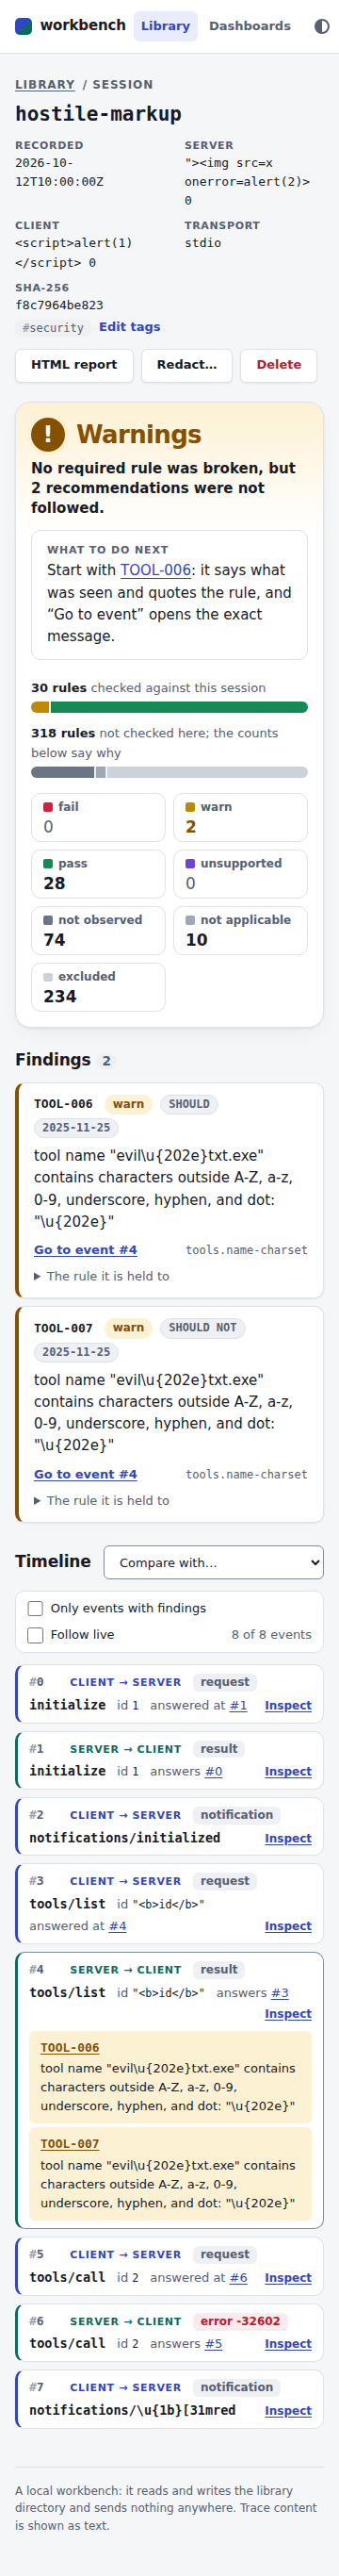 workbench Library Dashboards
LIBRARY / SESSION
hostile-markup
RECORDED
2026-10-
12T10:00:00Z
SERVER
"><img src=x
onerror=alert(2)>
0
CLIENT
<script>alert(1)
</script> 0
TRANSPORT
stdio
SHA-256
f8c7964be823
#security Edit tags
HTML report Redact… Delete
! Warnings
No required rule was broken, but
2 recommendations were not
followed.
WHAT TO DO NEXT
Start with TOOL-006: it says what
was seen and quotes the rule, and
“Go to event” opens the exact
message.
30 rules checked against this session
318 rules not checked here; the counts
below say why
fail
0
warn
2
pass
28
unsupported
0
not observed
74
not applicable
10
excluded
234
Findings 2
TOOL-006 warn SHOULD
2025-11-25
tool name "evil\u{202e}txt.exe"
contains characters outside A-Z, a-z,
0-9, underscore, hyphen, and dot:
"\u{202e}"
Go to event #4 tools.name-charset
The rule it is held to
TOOL-007 warn SHOULD NOT
2025-11-25
tool name "evil\u{202e}txt.exe"
contains characters outside A-Z, a-z,
0-9, underscore, hyphen, and dot:
"\u{202e}"
Go to event #4 tools.name-charset
The rule it is held to
Timeline Compare with…
Only events with findings
Follow live 8 of 8 events
#0 CLIENT → SERVER request
initialize id 1 answered at #1 Inspect
#1 SERVER → CLIENT result
initialize id 1 answers #0 Inspect
#2 CLIENT → SERVER notification
notifications/initialized Inspect
#3 CLIENT → SERVER request
tools/list id "<b>id</b>"
answered at #4 Inspect
#4 SERVER → CLIENT result
tools/list id "<b>id</b>" answers #3
Inspect
TOOL-006
tool name "evil\u{202e}txt.exe" contains
characters outside A-Z, a-z, 0-9,
underscore, hyphen, and dot: "\u{202e}"
TOOL-007
tool name "evil\u{202e}txt.exe" contains
characters outside A-Z, a-z, 0-9,
underscore, hyphen, and dot: "\u{202e}"
#5 CLIENT → SERVER request
tools/call id 2 answered at #6 Inspect
#6 SERVER → CLIENT error -32602
tools/call id 2 answers #5 Inspect
#7 CLIENT → SERVER notification
notifications/\u{1b}[31mred Inspect
A local workbench: it reads and writes the library
directory and sends nothing anywhere. Trace content
is shown as text.